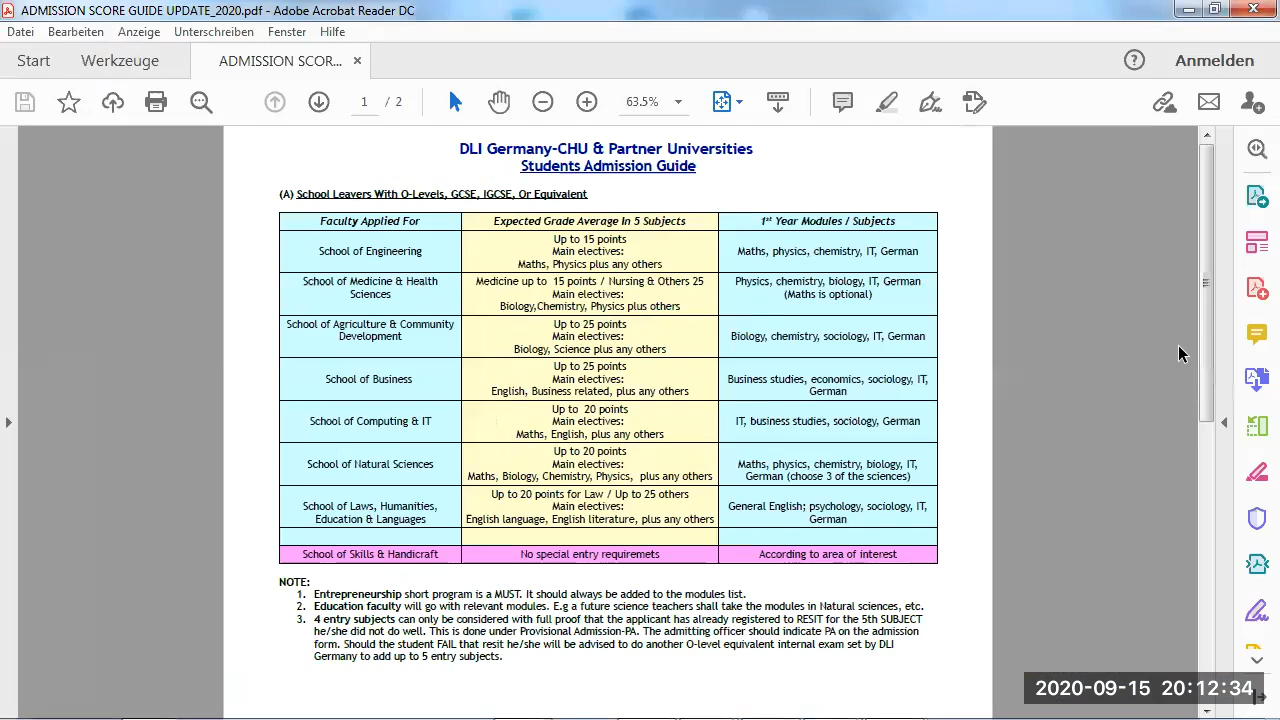 ADMISSION SCORE GUIDE UPDATE_2020.pdf - Adobe Acrobat Reader DC
Datei Bearbeiten Anzeige Unterschreiben Fenster Hilfe
Start Werkzeuge ADMISSION SCOR... × Anmelden
1 / 2 63.5%
DLI Germany-CHU & Partner Universities
Students Admission Guide
(A) School Leavers With O-Levels, GCSE, IGCSE, Or Equivalent
Faculty Applied For
Expected Grade Average In 5 Subjects
1st Year Modules / Subjects
School of Engineering
Up to 15 points
Main electives:
Maths, Physics plus any others
Maths, physics, chemistry, IT, German
School of Medicine & Health
Sciences
Medicine up to 15 points / Nursing & Others 25
Main electives:
Biology,Chemistry, Physics plus others
Physics, chemistry, biology, IT, German
(Maths is optional)
School of Agriculture & Community
Development
Up to 25 points
Main electives:
Biology, Science plus any others
Biology, chemistry, sociology, IT, German
School of Business
Up to 25 points
Main electives:
English, Business related, plus any others
Business studies, economics, sociology, IT,
German
School of Computing & IT
Up to 20 points
Main electives:
Maths, English, plus any others
IT, business studies, sociology, German
School of Natural Sciences
Up to 20 points
Main electives:
Maths, Biology, Chemistry, Physics, plus any others
Maths, physics, chemistry, biology, IT,
German (choose 3 of the sciences)
School of Laws, Humanities,
Education & Languages
Up to 20 points for Law / Up to 25 others
Main electives:
English language, English literature, plus any others
General English; psychology, sociology, IT,
German
School of Skills & Handicraft
No special entry requiremets
According to area of interest
NOTE:
1. Entrepreneurship short program is a MUST. It should always be added to the modules list.
2. Education faculty will go with relevant modules. E.g a future science teachers shall take the modules in Natural sciences, etc.
3. 4 entry subjects can only be considered with full proof that the applicant has already registered to RESIT for the 5th SUBJECT
he/she did not do well. This is done under Provisional Admission-PA. The admitting officer should indicate PA on the admission
form. Should the student FAIL that resit he/she will be advised to do another O-level equivalent internal exam set by DLI
Germany to add up to 5 entry subjects.
2020-09-15 20:12:34